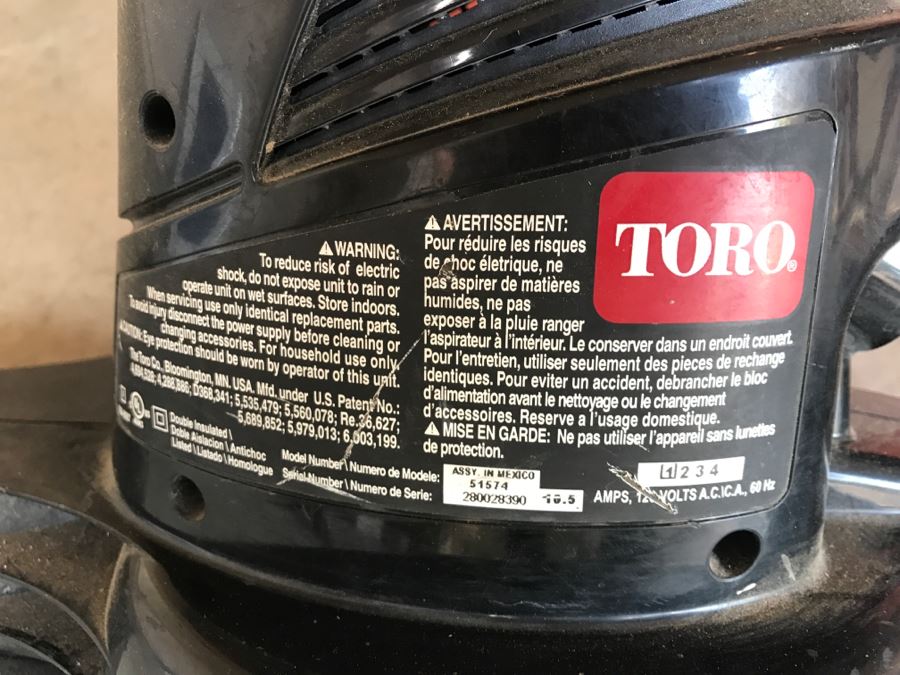 ⚠ WARNING:
To reduce risk of electric
shock, do not expose unit to rain or
operate unit on wet surfaces. Store indoors.
When servicing use only identical replacement parts.
To avoid injury disconnect the power supply before cleaning or
changing accessories. For household use only.
⚠ CAUTION: Eye protection should be worn by operator of this unit.
The Toro Co., Bloomington, MN. USA. Mfd. under U.S. Patent No.:
4,288,886; D368,341; 5,535,479; 5,560,078; Re.36,627;
5,689,852; 5,979,013; 6,003,199.
⚠ AVERTISSEMENT:
Pour réduire les risques
de choc életrique, ne
pas aspirer de matières
humides, ne pas
exposer à la pluie ranger
l'aspirateur à l'intérieur. Le conserver dans un endroit couvert.
Pour l'entretien, utiliser seulement des pieces de rechange
identiques. Pour eviter un accident, debrancher le bloc
d'alimentation avant le nettoyage ou le changement
d'accessoires. Reserve a l'usage domestique.
⚠ MISE EN GARDE: Ne pas utiliser l'appareil sans lunettes
de protection.
TORO®
UL
Double Insulated \
Doble Aislacion \ Antichoc
Listed \ Listado \ Homologue
Model Number \ Numero de Modele:
Serial Number \ Numero de Serie:
ASSY. IN MEXICO
51574
280028390
10.5
1 2 3 4
AMPS, VOLTS A.C.\C.A., 60 Hz